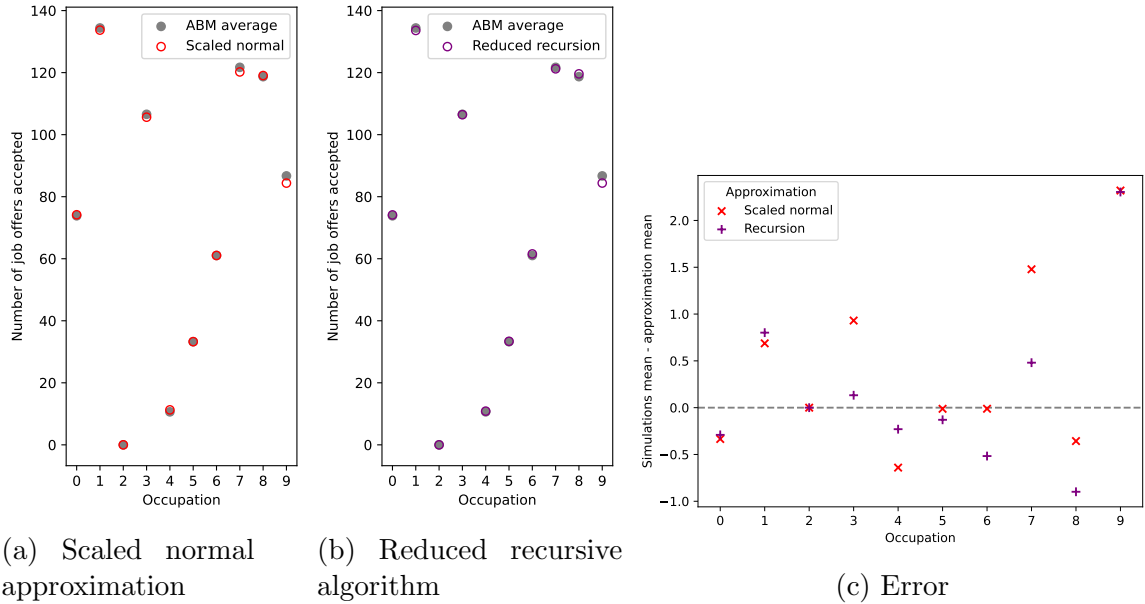 140
120
100
80
60
40
20
0
Number of job offers accepted
ABM average
Scaled normal
0 1 2 3 4 5 6 7 8 9
Occupation
(a) Scaled normal
approximation
140
120
100
80
60
40
20
0
Number of job offers accepted
ABM average
Reduced recursion
0 1 2 3 4 5 6 7 8 9
Occupation
(b) Reduced recursive
algorithm
2.0
1.5
1.0
0.5
0.0
−0.5
−1.0
Simulations mean - approximation mean
Approximation
Scaled normal
Recursion
0 1 2 3 4 5 6 7 8 9
Occupation
(c) Error